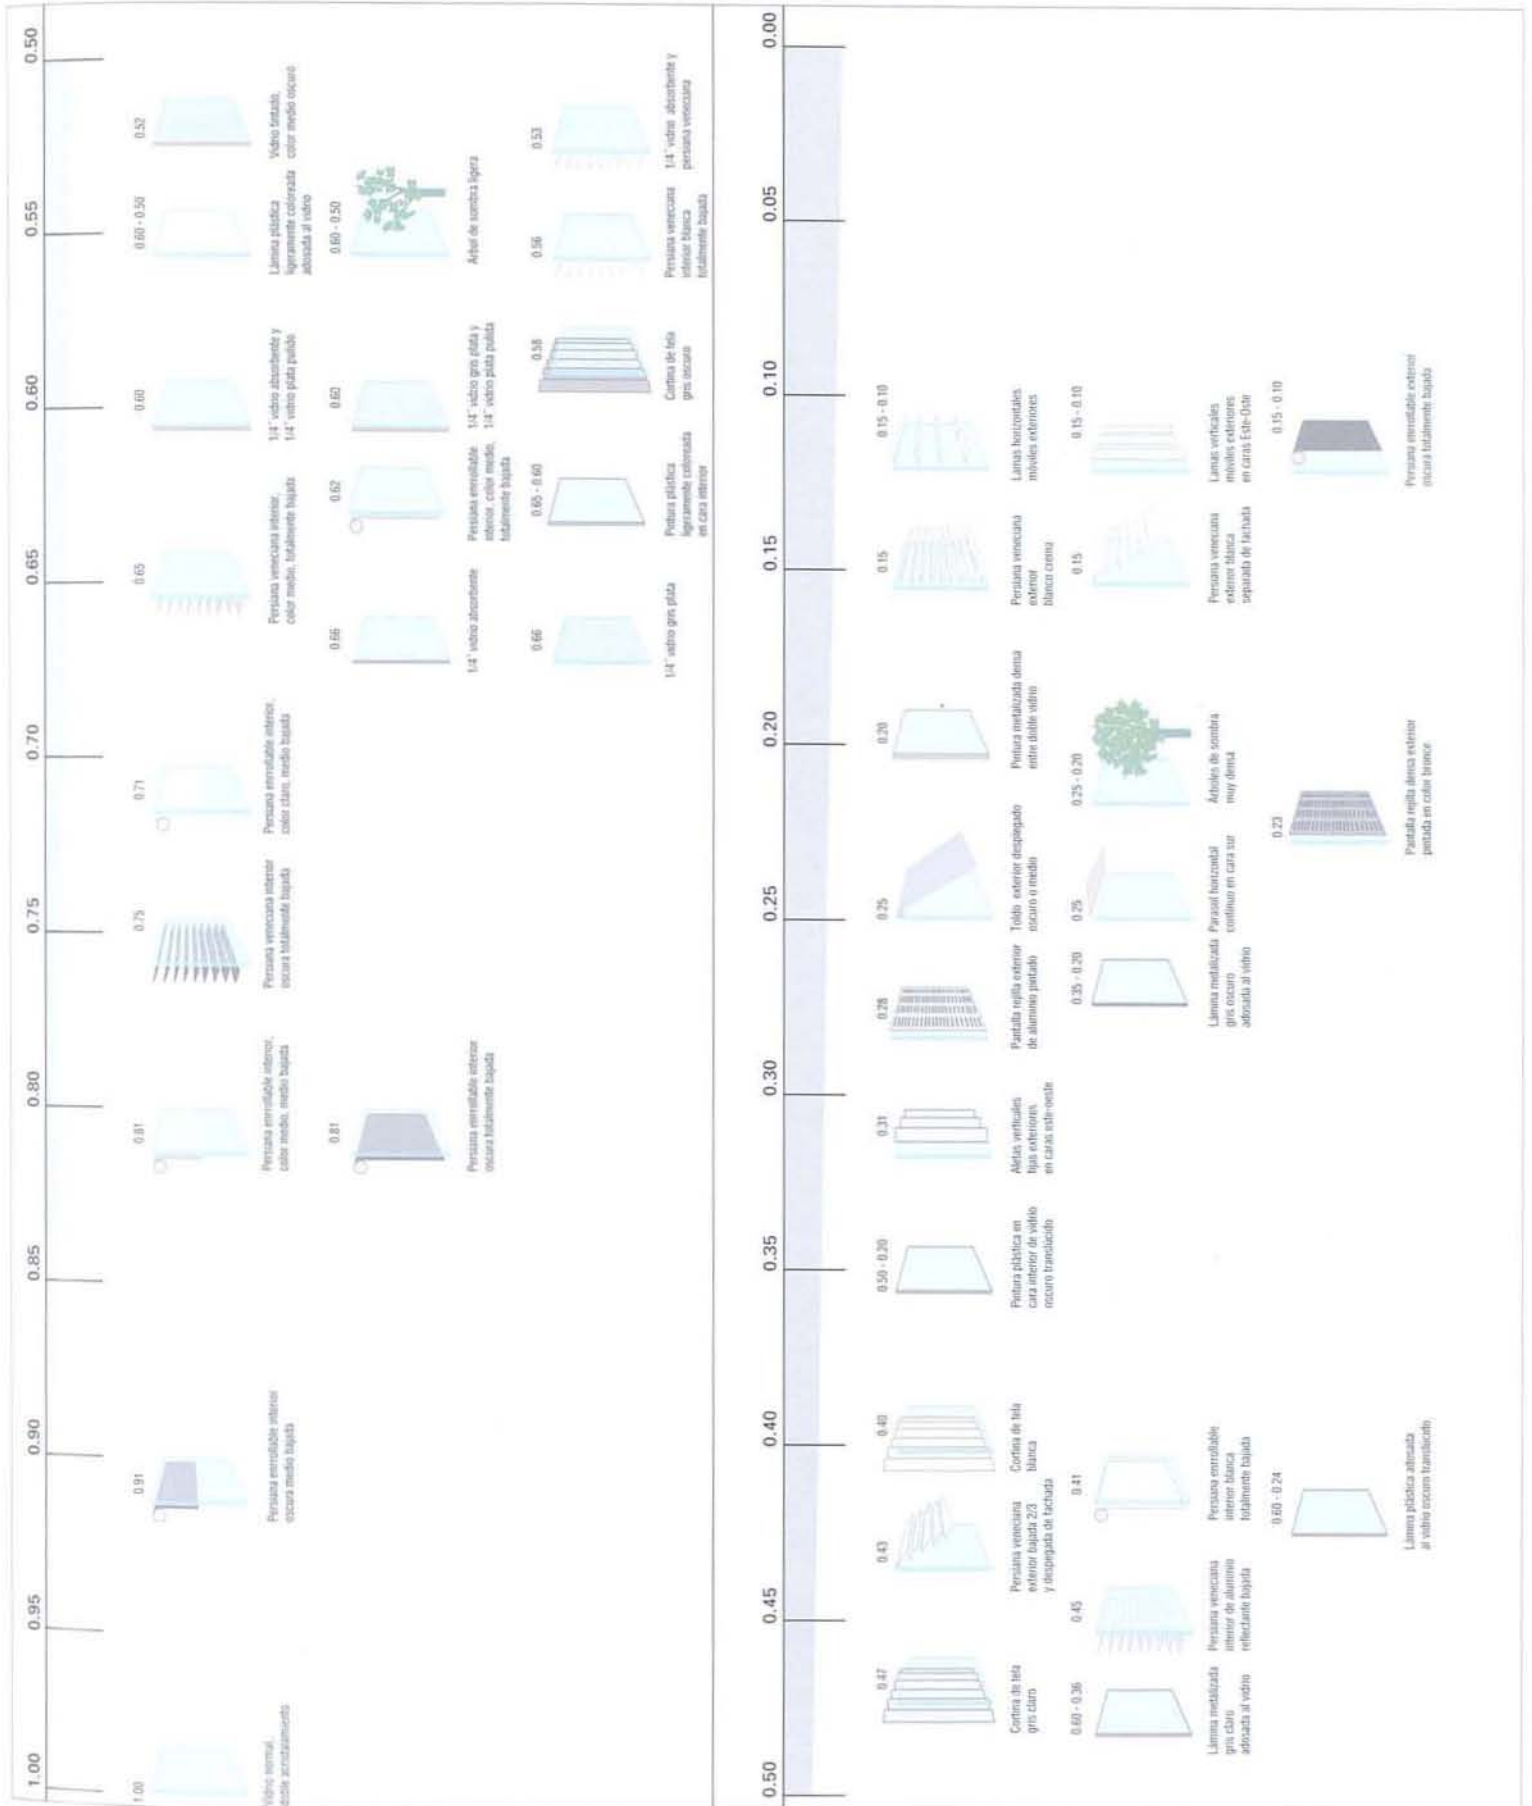 1.00
0.95
0.90
0.85
0.80
0.75
0.70
0.65
0.60
0.55
0.50
1.00
Vidrio normal,
doble acristalamiento
0.91
Persiana enrrollable interior
oscura medio bajada
0.81
Persiana enrrollable interior,
color medio, medio bajada
0.75
Persiana veneciana interior
oscura totalmente bajada
0.71
Persiana enrrollable interior,
color claro, medio bajada
0.65
Persiana veneciana interior,
color medio, totalmente bajada
0.60
1/4" vidrio absorbente y
1/4" vidrio plata pulido
0.60 - 0.50
Lámina plástica
ligeramente coloreada
adosada al vidrio
0.52
Vidrio tintado,
color medio oscuro
0.81
Persiana enrrollable interior
oscura totalmente bajada
0.66
1/4" vidrio absorbente
0.62
Persiana enrrollable
interior, color medio,
totalmente bajada
0.60
1/4" vidrio gris plata y
1/4" vidrio plata pulida
0.60 - 0.50
Árbol de sombra ligera
0.66
1/4" vidrio gris plata
0.65 - 0.60
Pintura plástica
ligeramente coloreada
en cara interior
0.58
Cortina de tela
gris oscuro
0.56
Persiana veneciana
interior blanca
totalmente bajada
0.53
1/4" vidrio absorbente y
persiana veneciana
0.50
0.45
0.40
0.35
0.30
0.25
0.20
0.15
0.10
0.05
0.00
0.47
Cortina de tela
gris claro
0.43
Persiana veneciana
exterior bajada 2/3
y despegada de fachada
0.40
Cortina de tela
blanca
0.50 - 0.20
Pintura plástica en
cara interior de vidrio
oscuro translúcido
0.31
Aletas verticales
fijas exteriores
en caras este-oeste
0.28
Pantalla rejilla exterior
de aluminio pintado
0.25
Toldo exterior desplegado
oscuro o medio
0.20
Pintura metalizada densa
entre doble vidrio
0.15
Persiana veneciana
exterior
blanco crema
0.15 - 0.10
Lamas horizontales
móviles exteriores
0.60 - 0.36
Lámina metalizada
gris claro
adosada al vidrio
0.45
Persiana veneciana
interior de aluminio
reflectante bajada
0.41
Persiana enrrollable
interior blanca
totalmente bajada
0.35 - 0.20
Lámina metalizada
gris oscuro
adosada al vidrio
0.25
Parasol horizontal
continuo en cara sur
0.25 - 0.20
Árboles de sombra
muy densa
0.15
Persiana veneciana
exterior blanca
separada de fachada
0.15 - 0.10
Lamas verticales
móviles exteriores
en caras Este-Oste
0.60 - 0.24
Lámina plástica adosada
al vidrio oscuro translúcido
0.23
Pantalla rejilla densa exterior
pintada en color bronce
0.15 - 0.10
Persiana enrrollable exterior
oscura totalmente bajada